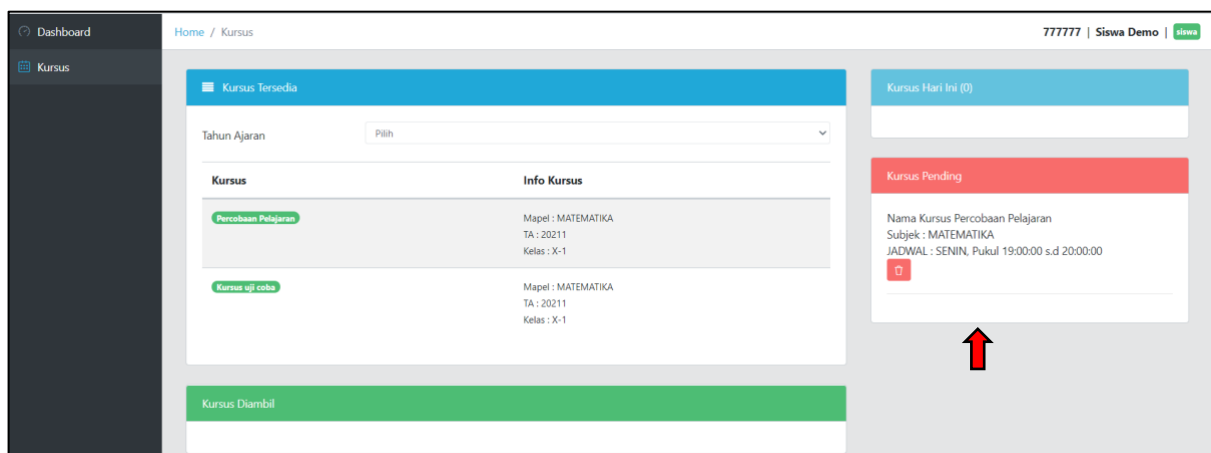 Dashboard
Kursus
Home / Kursus
777777 | Siswa Demo | siswa
Kursus Tersedia
Tahun Ajaran
Pilih
Kursus Info Kursus
Percobaan Pelajaran
Mapel : MATEMATIKA
TA : 20211
Kelas : X-1
Kursus uji coba
Mapel : MATEMATIKA
TA : 20211
Kelas : X-1
Kursus Diambil
Kursus Hari Ini (0)
Kursus Pending
Nama Kursus Percobaan Pelajaran
Subjek : MATEMATIKA
JADWAL : SENIN, Pukul 19:00:00 s.d 20:00:00